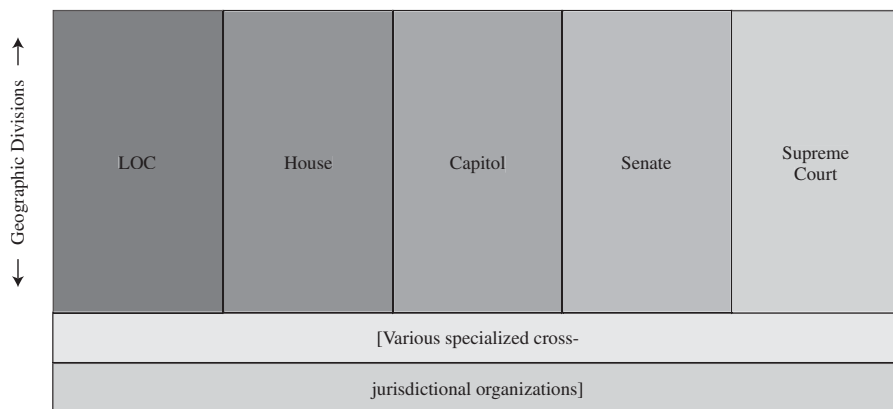 Geographic Divisions
LOC
House
Capitol
Senate
Supreme
Court
[Various specialized cross-
jurisdictional organizations]